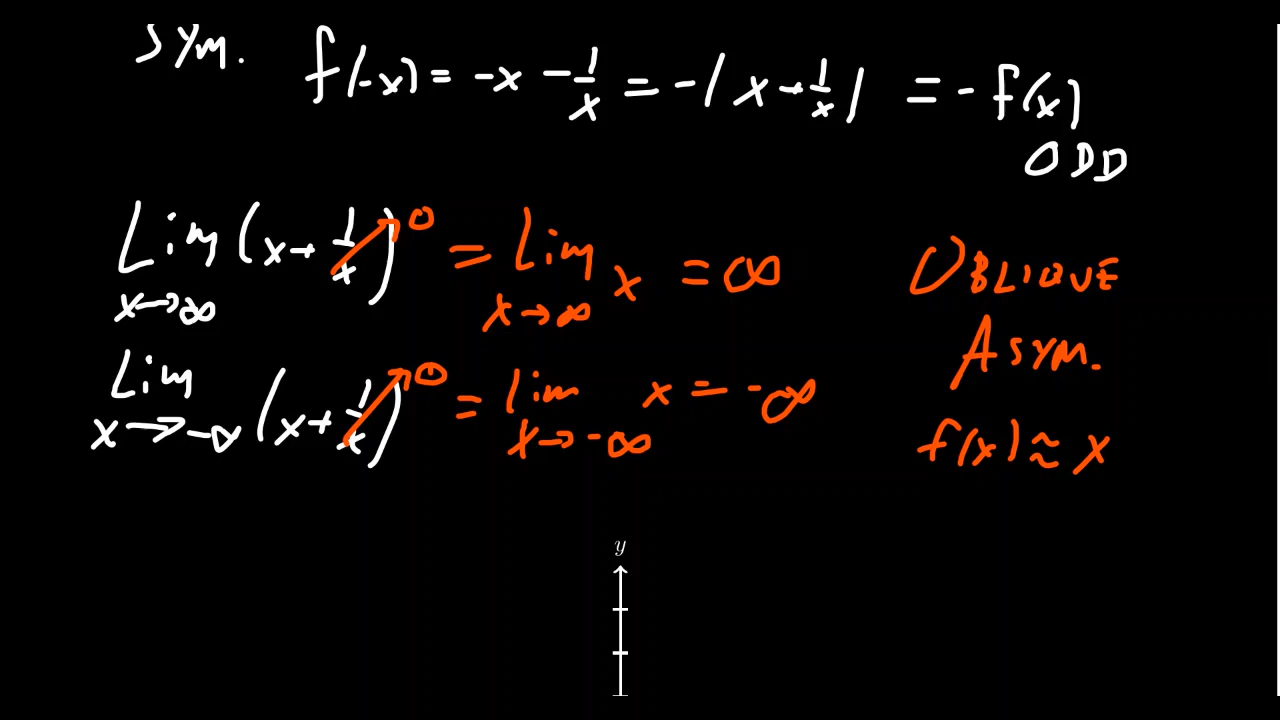 Sym. f(-x) = -x - 1/x = -(x + 1/x) = -f(x)
ODD
Lim x→∞ (x + 1/x) 0 = lim x→∞ x = ∞
OBLIQUE
ASYM.
Lim x→-∞ (x + 1/x) 0 = lim x→-∞ x = -∞
f(x) ≈ x
y